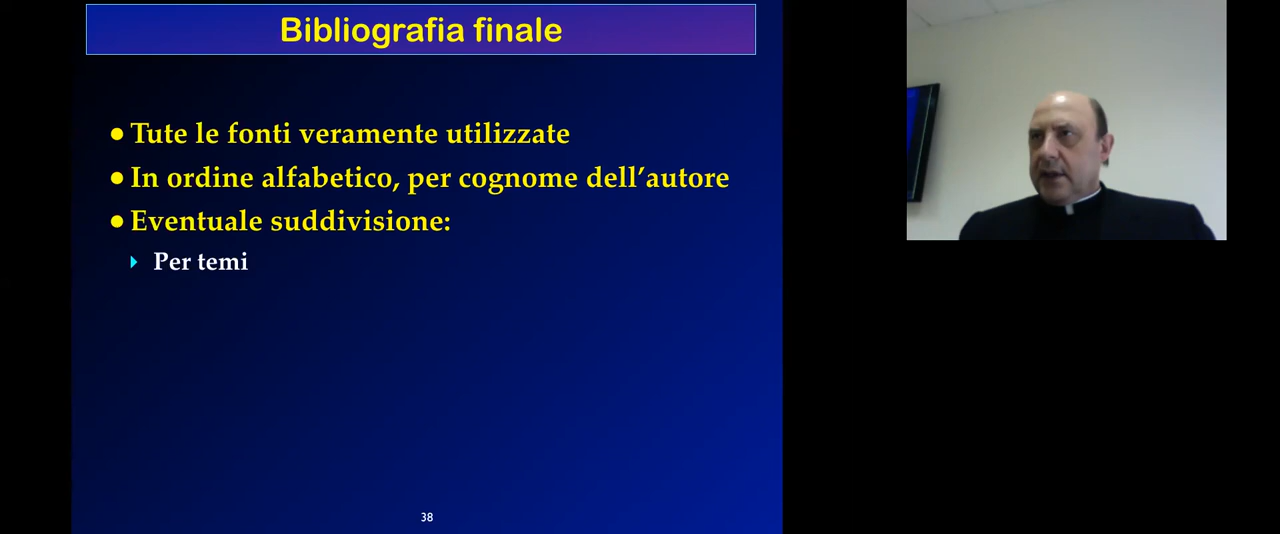 Bibliografia finale
●Tute le fonti veramente utilizzate
●In ordine alfabetico, per cognome dell’autore
●Eventuale suddivisione:
Per temi
38